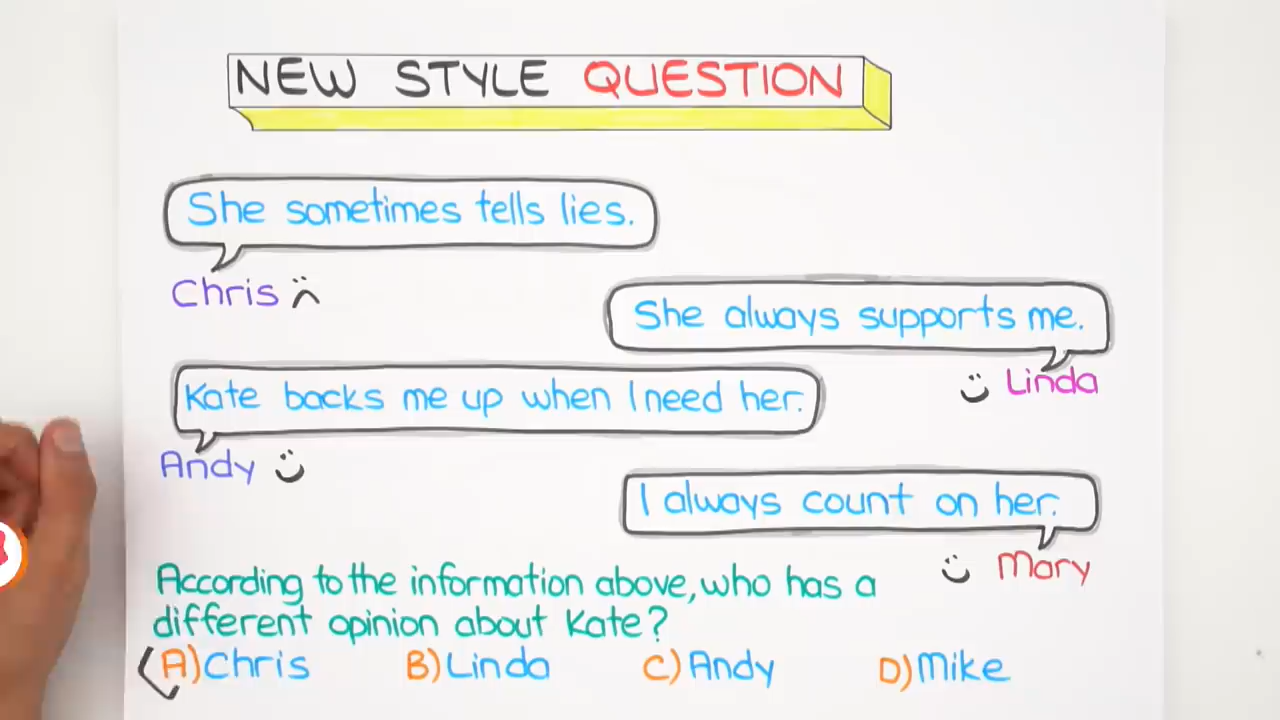 NEW STYLE QUESTION
She sometimes tells lies.
Chris
She always supports me.
Linda
Kate backs me up when I need her.
Andy
I always count on her.
Mary
According to the information above, who has a
different opinion about Kate?
A) Chris B) Linda C) Andy D) Mike